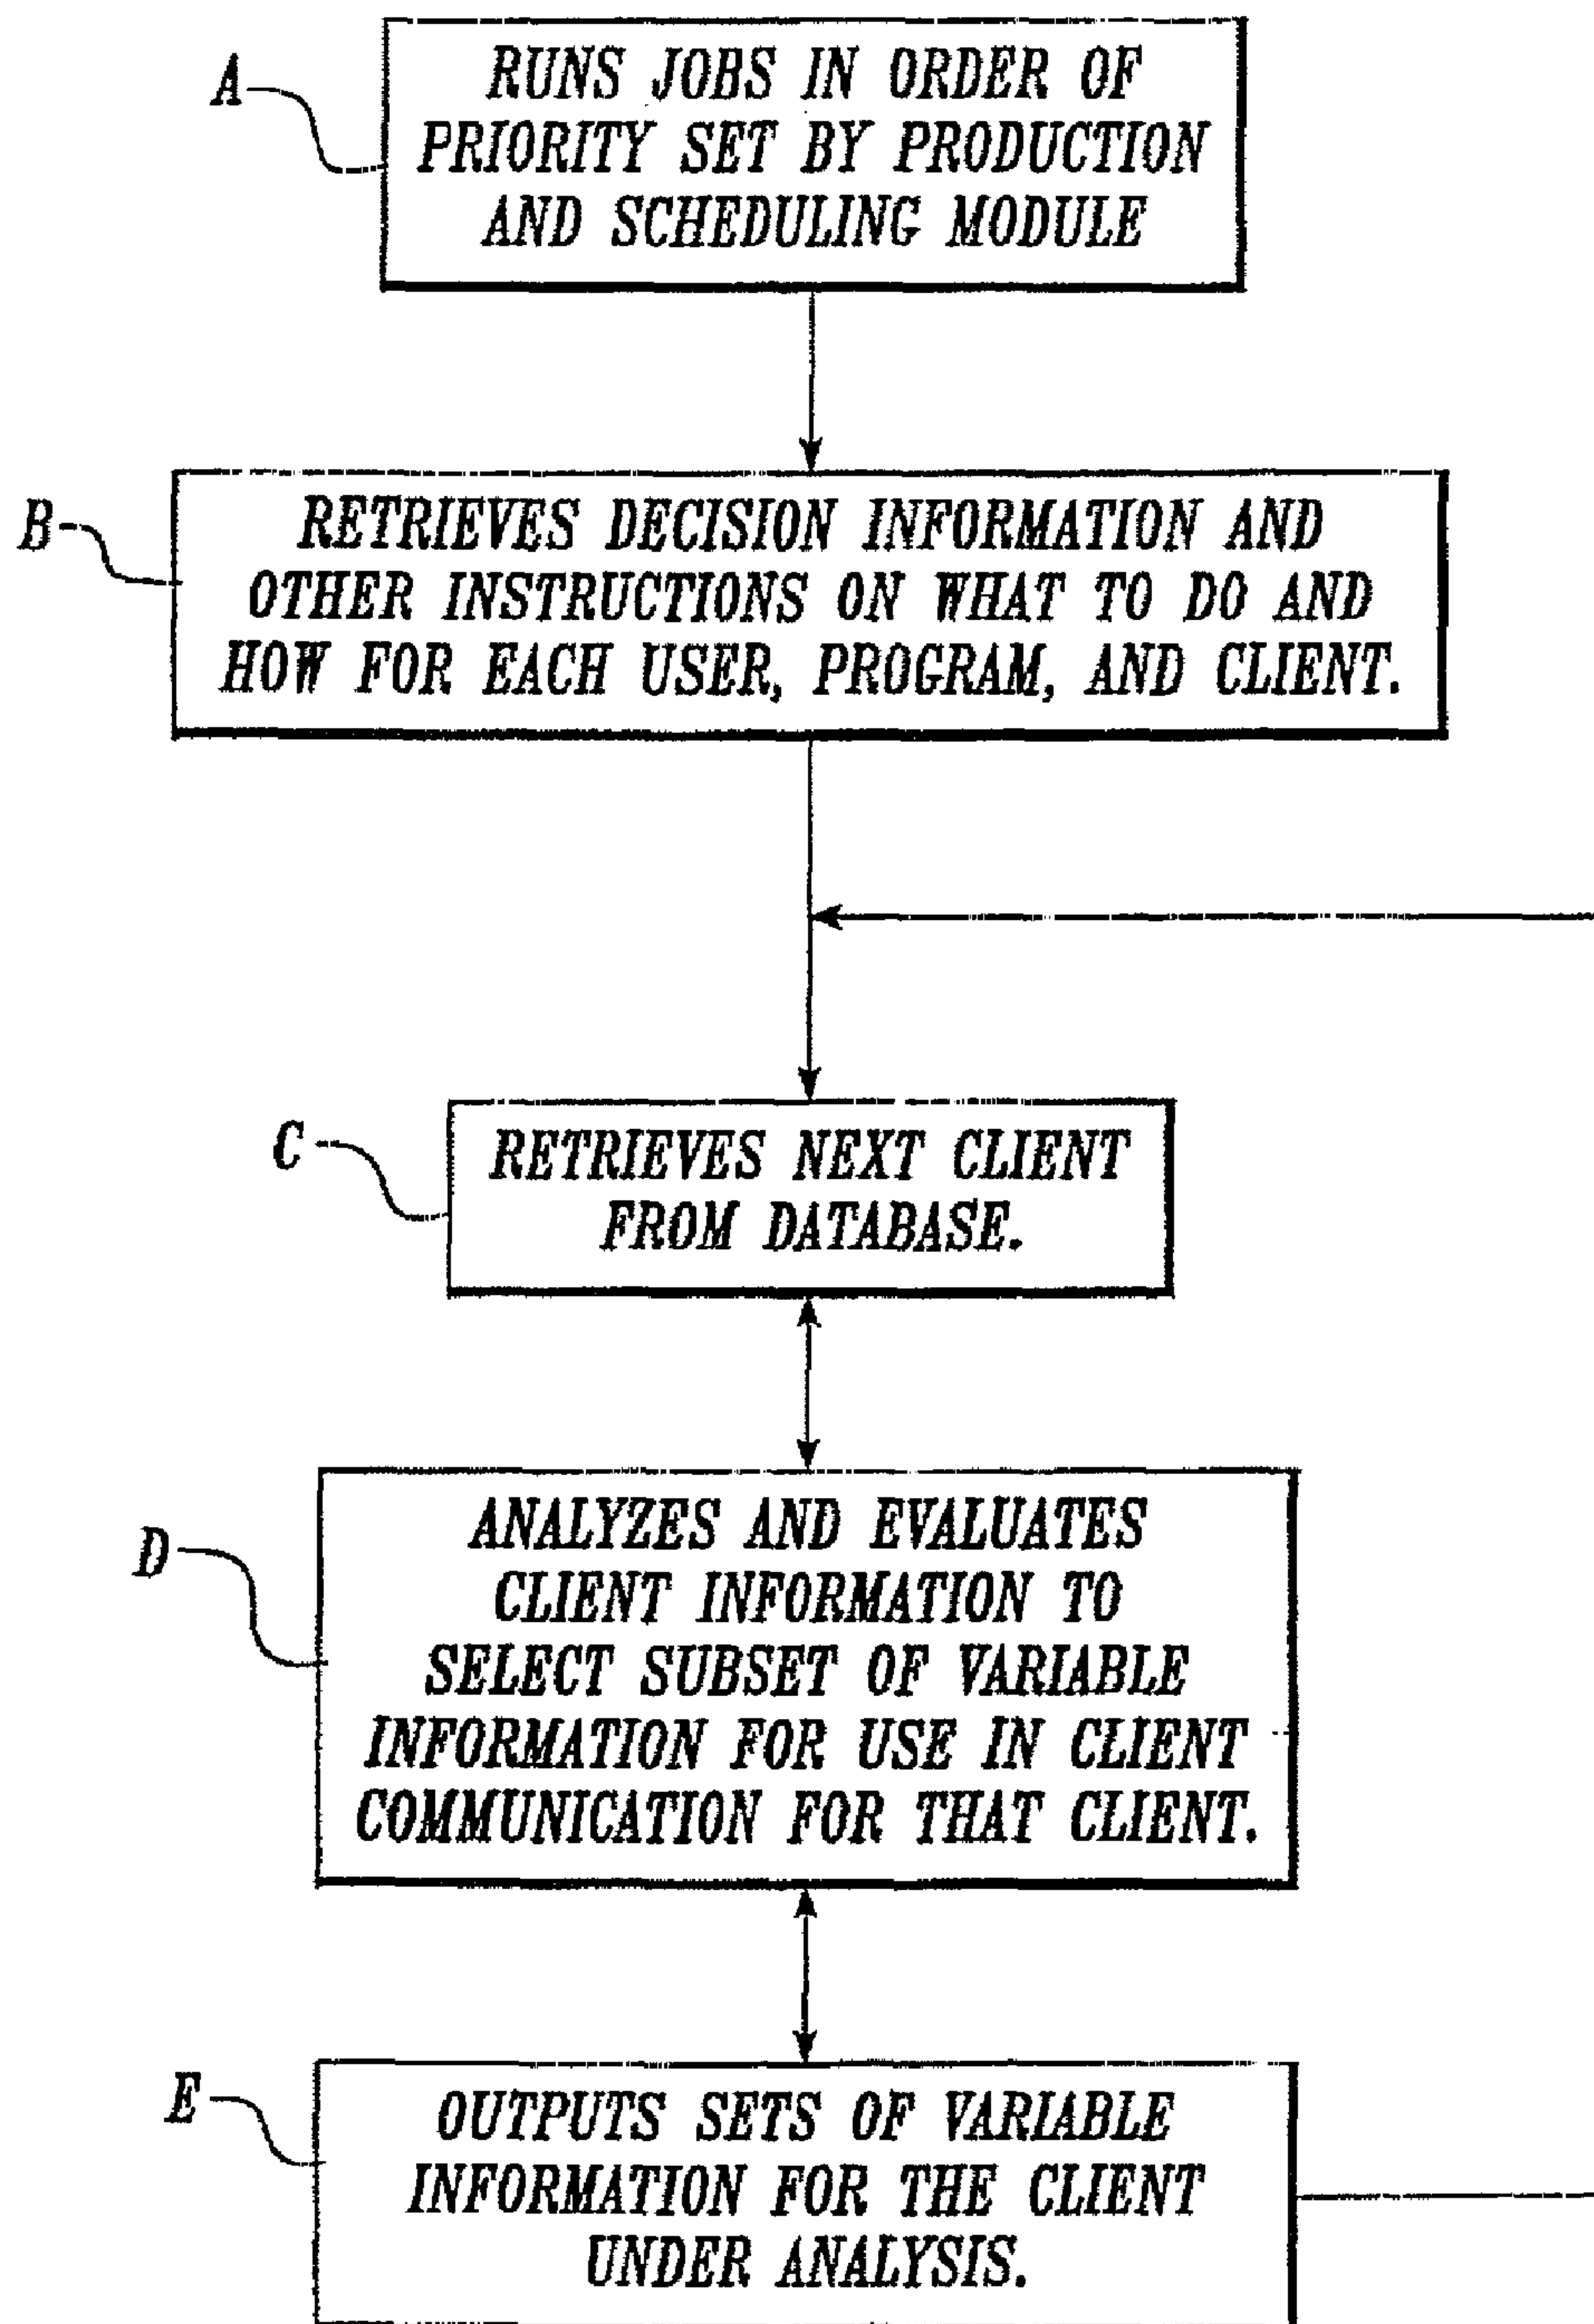 A
RUNS JOBS IN ORDER OF
PRIORITY SET BY PRODUCTION
AND SCHEDULING MODULE
B
RETRIEVES DECISION INFORMATION AND
OTHER INSTRUCTIONS ON WHAT TO DO AND
HOW FOR EACH USER, PROGRAM, AND CLIENT.
C
RETRIEVES NEXT CLIENT
FROM DATABASE.
D
ANALYZES AND EVALUATES
CLIENT INFORMATION TO
SELECT SUBSET OF VARIABLE
INFORMATION FOR USE IN CLIENT
COMMUNICATION FOR THAT CLIENT.
E
OUTPUTS SETS OF VARIABLE
INFORMATION FOR THE CLIENT
UNDER ANALYSIS.